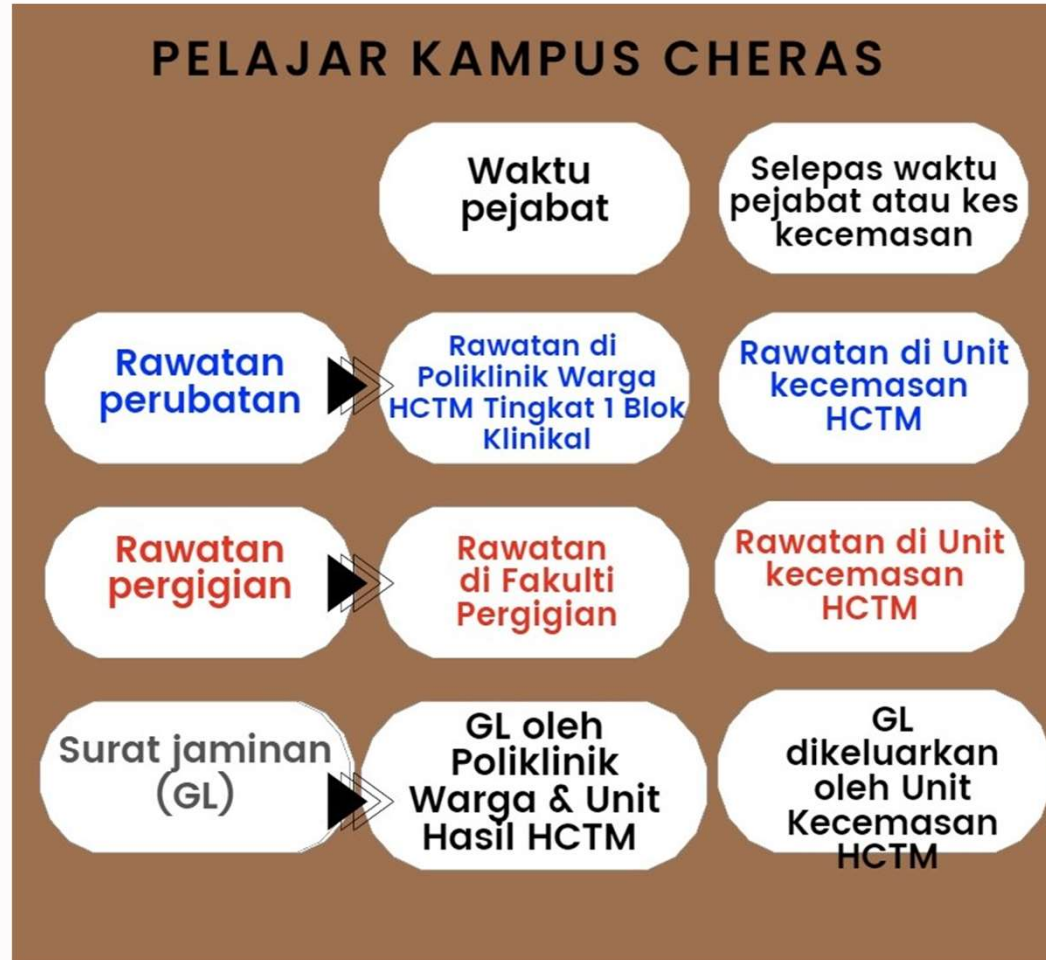 PELAJAR KAMPUS CHERAS
Waktu
pejabat
Selepas waktu
pejabat atau kes
kecemasan
Rawatan
perubatan
Rawatan di
Poliklinik Warga
HCTM Tingkat 1 Blok
Klinikal
Rawatan di Unit
kecemasan
HCTM
Rawatan
pergigian
Rawatan
di Fakulti
Pergigian
Rawatan di Unit
kecemasan
HCTM
Surat jaminan
(GL)
GL oleh
Poliklinik
Warga & Unit
Hasil HCTM
GL
dikeluarkan
oleh Unit
Kecemasan
HCTM